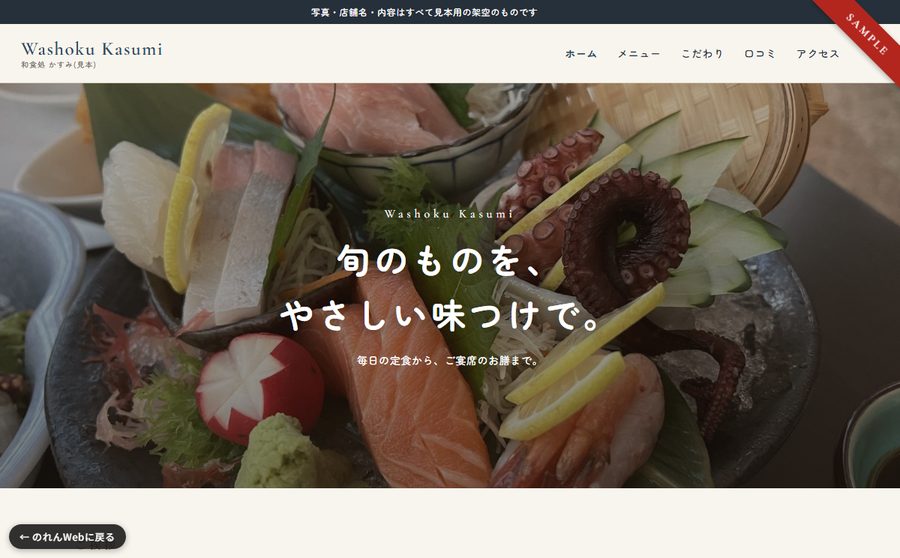 写真・店舗名・内容はすべて見本用の架空のものです
SAMPLE
Washoku Kasumi
和食処 かすみ(見本)
ホーム メニュー こだわり 口コミ アクセス
Washoku Kasumi
旬のものを、
やさしい味つけで。
毎日の定食から、ご宴席のお膳まで。
← のれんWebに戻る